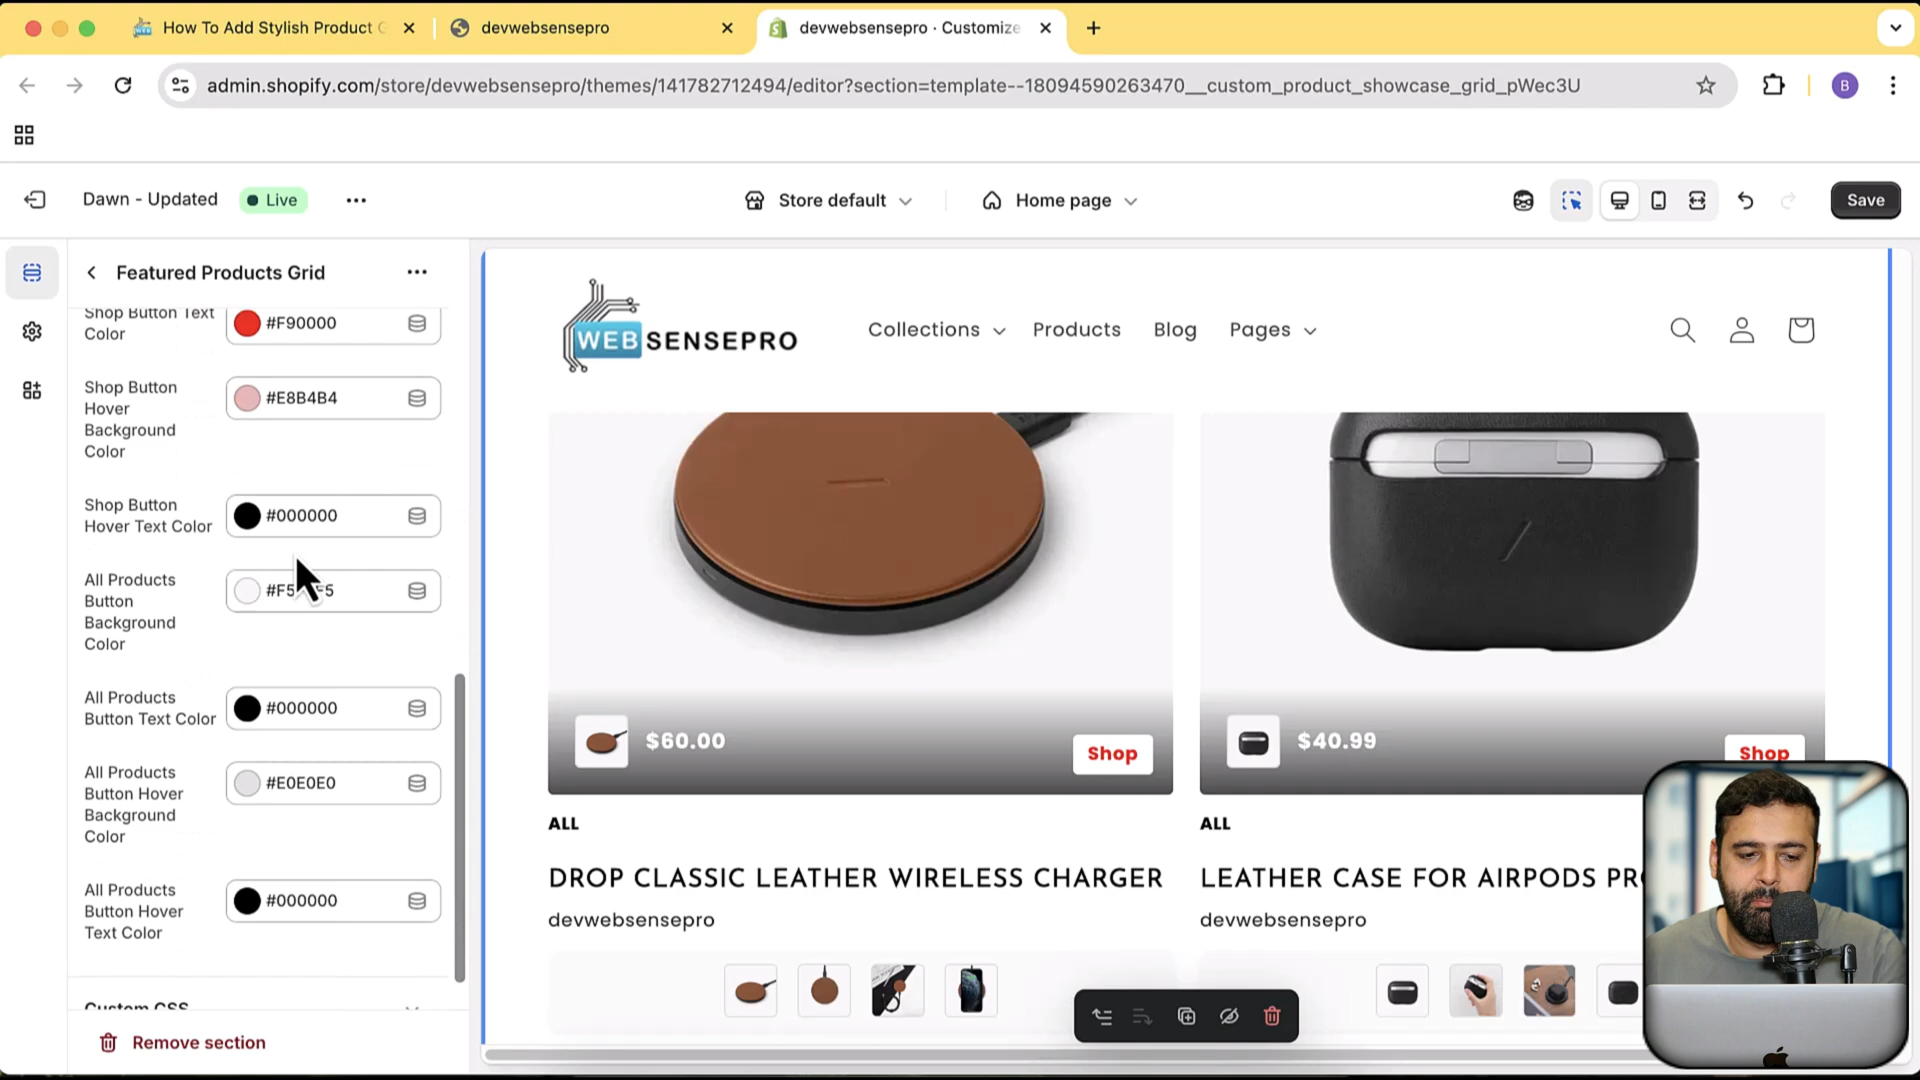 How To Add Stylish Product G
devwebsensepro
devwebsensepro · Customize
admin.shopify.com/store/devwebsensepro/themes/141782712494/editor?section=template--18094590263470__custom_product_showcase_grid_pWec3U
B
Dawn - Updated
Live
Store default
Home page
Save
Featured Products Grid
Shop Button Text
Color
#F90000
Shop Button
Hover
Background
Color
#E8B4B4
Shop Button
Hover Text Color
#000000
All Products
Button
Background
Color
All Products
Button Text Color
#000000
All Products
Button Hover
Background
Color
#E0E0E0
All Products
Button Hover
Text Color
#000000
Custom CSS
Remove section
WEBSENSEPRO
Collections
Products
Blog
Pages
$60.00
Shop
$40.99
Shop
ALL
ALL
DROP CLASSIC LEATHER WIRELESS CHARGER
LEATHER CASE FOR AIRPODS PR
devwebsensepro
devwebsensepro